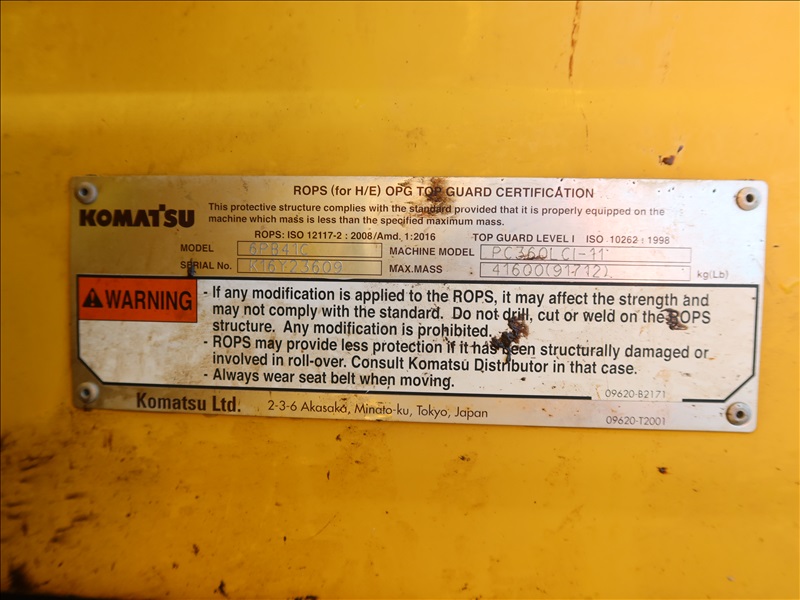 ROPS (for H/E) OPG TOP GUARD CERTIFICATION
KOMATSU
This protective structure complies with the standard provided that it is properly equipped on the
machine which mass is less than the specified maximum mass.
ROPS: ISO 12117-2 : 2008/Amd. 1:2016 TOP GUARD LEVEL I ISO 10262 : 1998
MODEL 6PB41C MACHINE MODEL PC360LCI-11
SERIAL No. K16Y23609 MAX.MASS 41600(91712) kg(Lb)
WARNING
- If any modification is applied to the ROPS, it may affect the strength and
may not comply with the standard. Do not drill, cut or weld on the ROPS
structure. Any modification is prohibited.
- ROPS may provide less protection if it has been structurally damaged or
involved in roll-over. Consult Komatsu Distributor in that case.
- Always wear seat belt when moving.
09620-B2171
Komatsu Ltd. 2-3-6 Akasaka, Minato-ku, Tokyo, Japan
09620-T2001